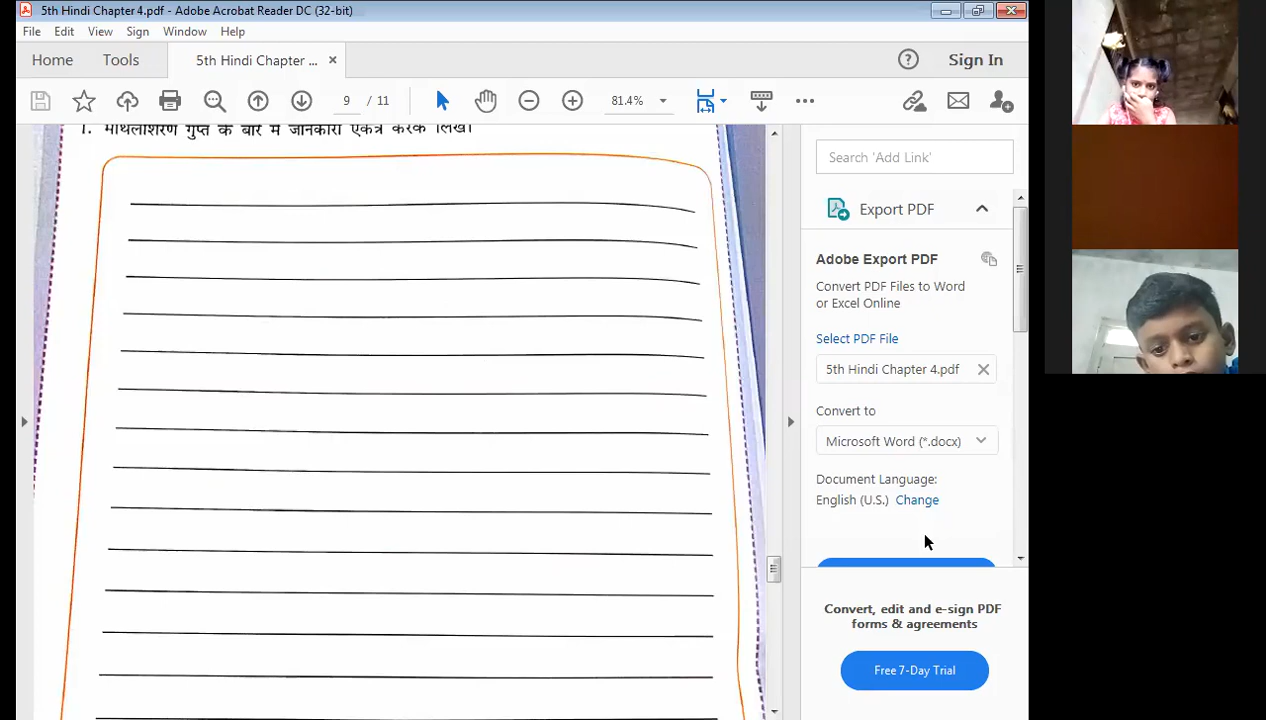 5th Hindi Chapter 4.pdf - Adobe Acrobat Reader DC (32-bit)
File Edit View Sign Window Help
Home Tools 5th Hindi Chapter ... × Sign In
9 / 11 81.4%
1. मैथिलीशरण गुप्त के बारे में जानकारी एकत्र करके लिखो।
Search 'Add Link'
Export PDF
Adobe Export PDF
Convert PDF Files to Word
or Excel Online
Select PDF File
5th Hindi Chapter 4.pdf
Convert to
Microsoft Word (*.docx)
Document Language:
English (U.S.) Change
Convert, edit and e-sign PDF
forms & agreements
Free 7-Day Trial